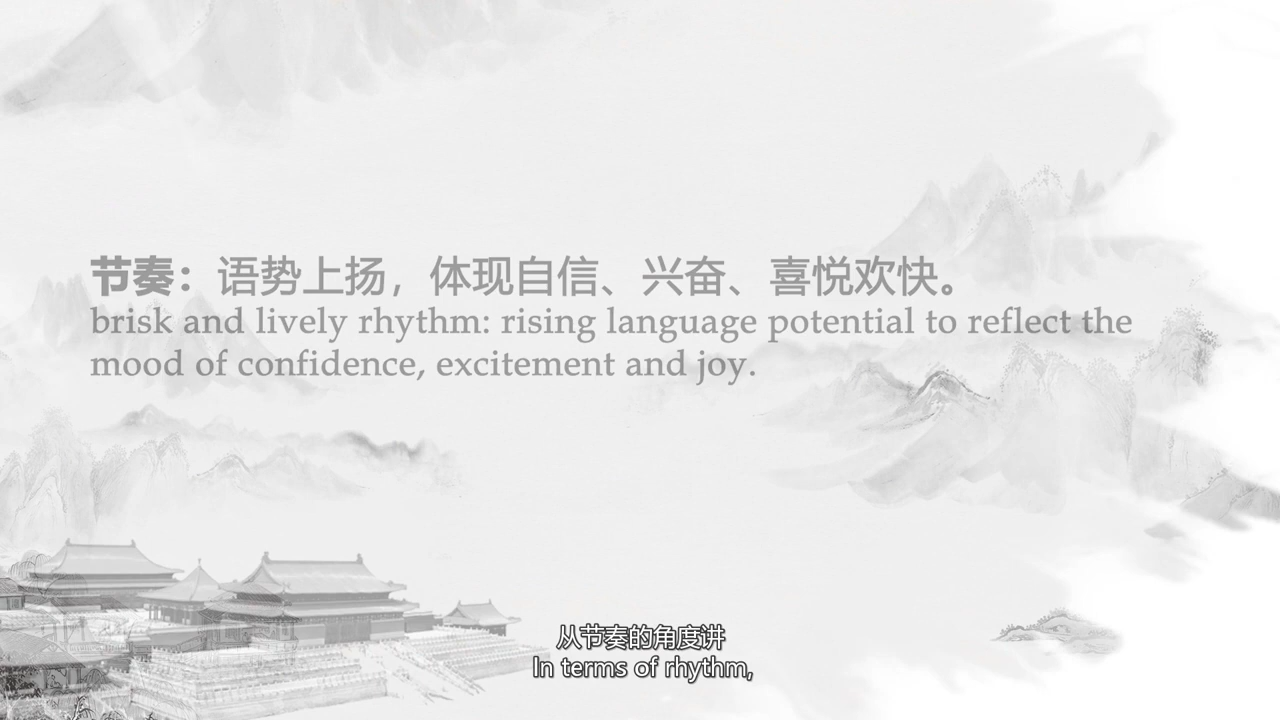 节奏：语势上扬，体现自信、兴奋、喜悦欢快。
brisk and lively rhythm: rising language potential to reflect the
mood of confidence, excitement and joy.
从节奏的角度讲
In terms of rhythm,